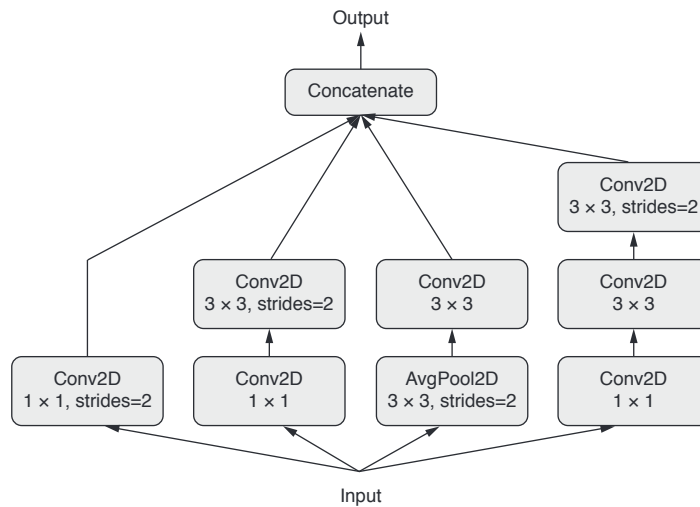 Output
Concatenate
Conv2D
3 × 3, strides=2
Conv2D
3 × 3, strides=2
Conv2D
3 × 3
Conv2D
3 × 3
Conv2D
1 × 1, strides=2
Conv2D
1 × 1
AvgPool2D
3 × 3, strides=2
Conv2D
1 × 1
Input